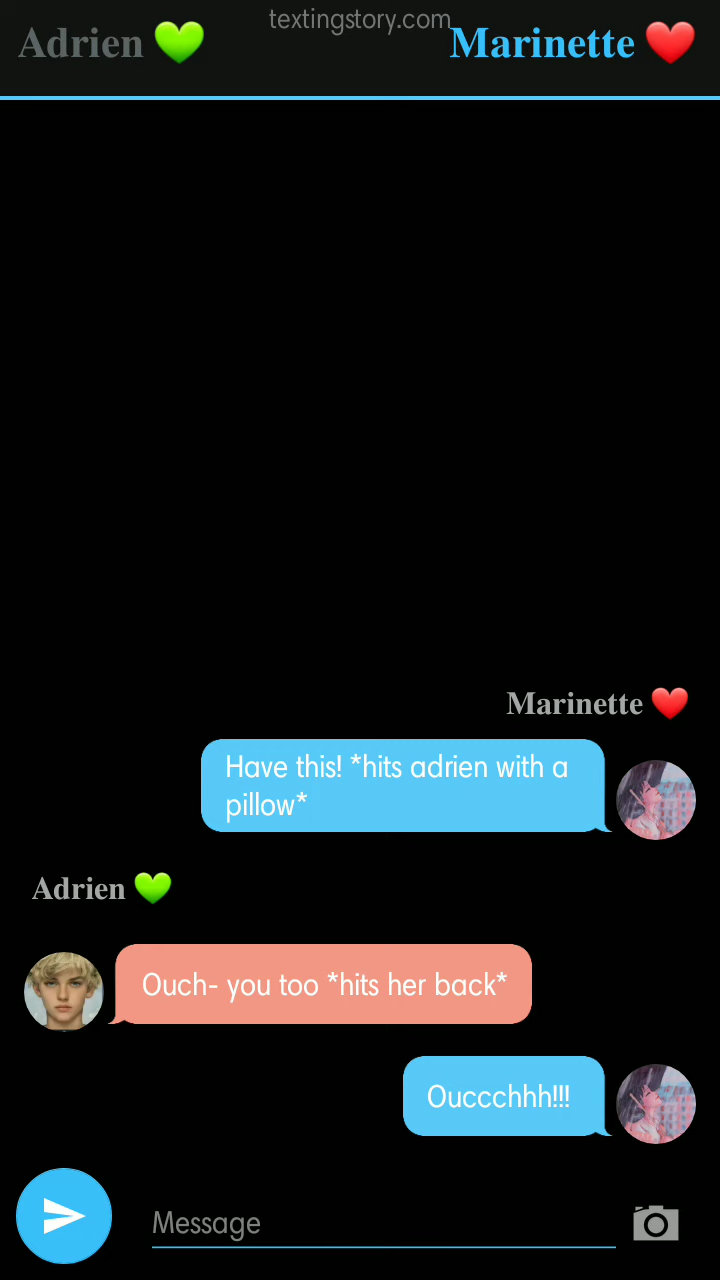 textingstory.com
Adrien 💚
Marinette ❤️
Marinette ❤️
Have this! *hits adrien with a
pillow*
Adrien 💚
Ouch- you too *hits her back*
Ouccchhh!!!
Message